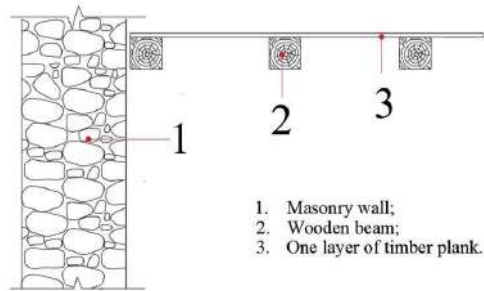 1
2
3
1. Masonry wall;
2. Wooden beam;
3. One layer of timber plank.